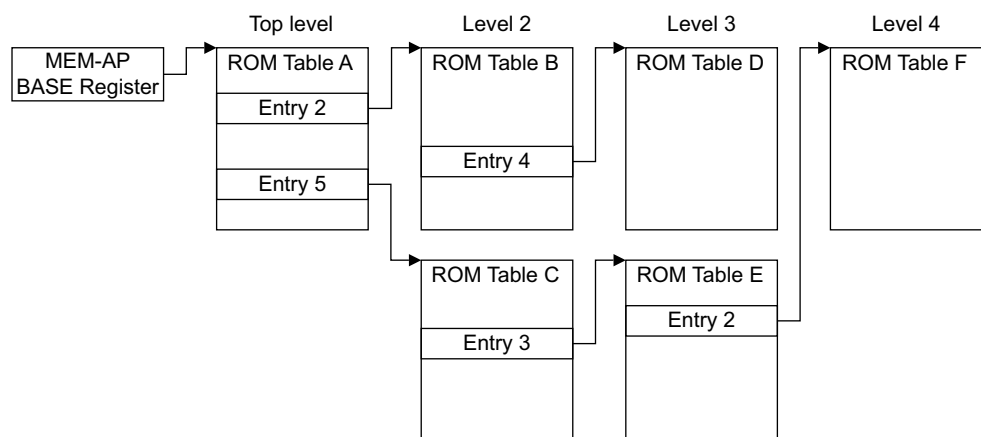 Top level
Level 2
Level 3
Level 4
MEM-AP
BASE Register
ROM Table A
Entry 2
Entry 5
ROM Table B
Entry 4
ROM Table D
ROM Table F
ROM Table C
Entry 3
ROM Table E
Entry 2